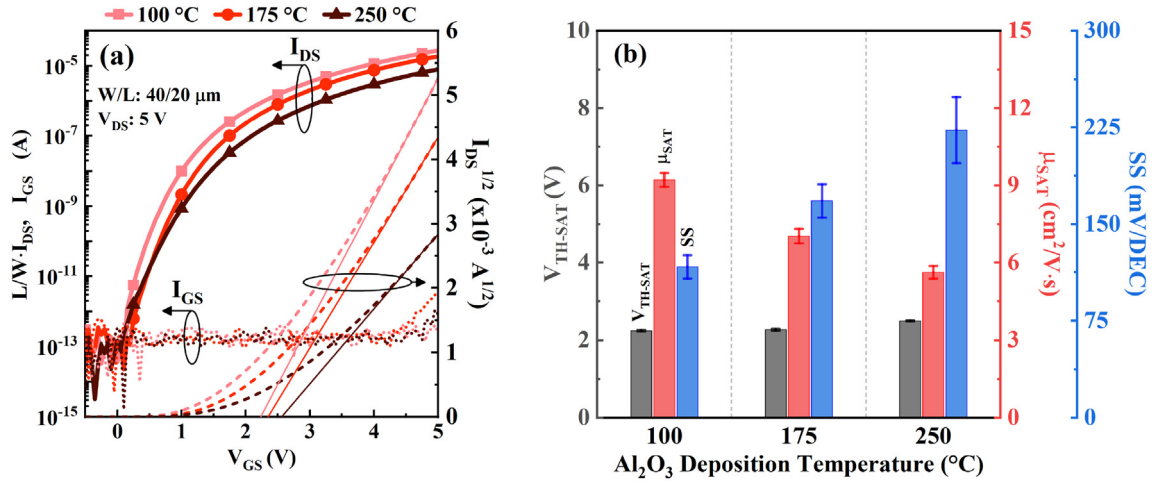 100 °C 175 °C 250 °C
(a)
I_DS
W/L: 40/20 μm
V_DS: 5 V
I_GS
10^-5
10^-7
10^-9
10^-11
10^-13
10^-15
L/W·I_DS, I_GS (A)
0 1 2 3 4 5
V_GS (V)
6
5
4
3
2
1
0
I_DS^1/2 (x10^-3 A^1/2)
(b)
10
8
6
4
2
0
V_TH-SAT (V)
V_TH-SAT
μ_SAT
SS
100 175 250
Al₂O₃ Deposition Temperature (°C)
15
12
9
6
3
0
μ_SAT (cm²/V·s)
300
225
150
75
0
SS (mV/DEC)